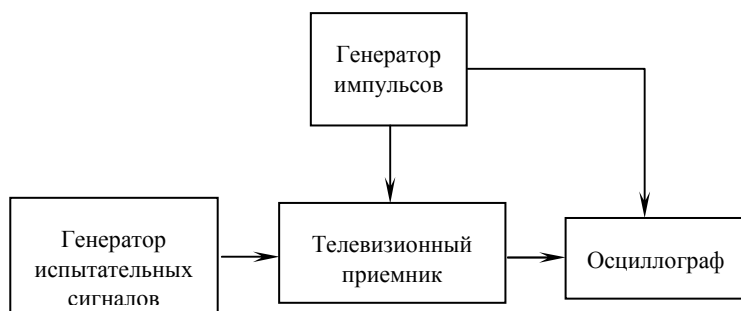 Генератор
импульсов
Генератор
испытательных
сигналов
Телевизионный
приемник
Осциллограф